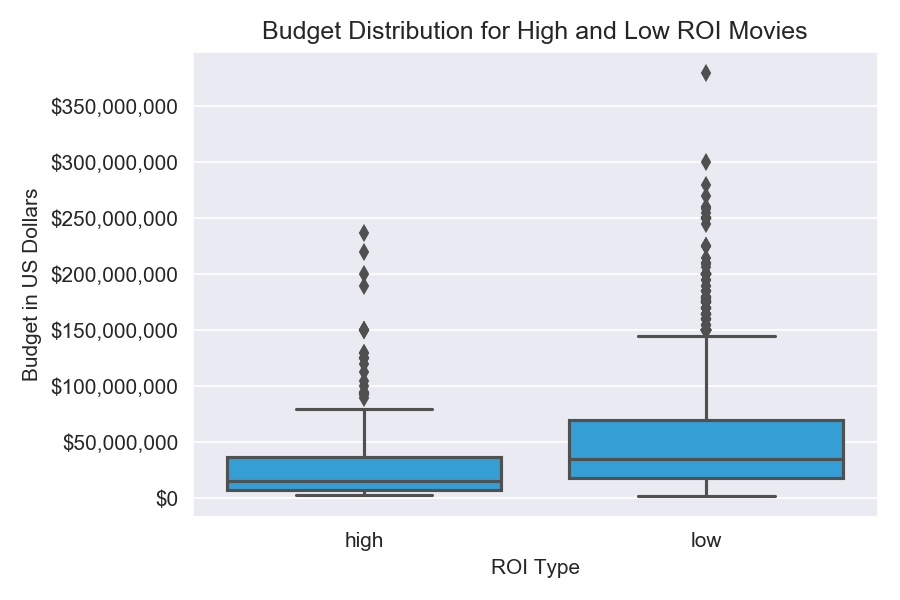 Budget Distribution for High and Low ROI Movies
Budget in US Dollars
$350,000,000
$300,000,000
$250,000,000
$200,000,000
$150,000,000
$100,000,000
$50,000,000
$0
high low
ROI Type